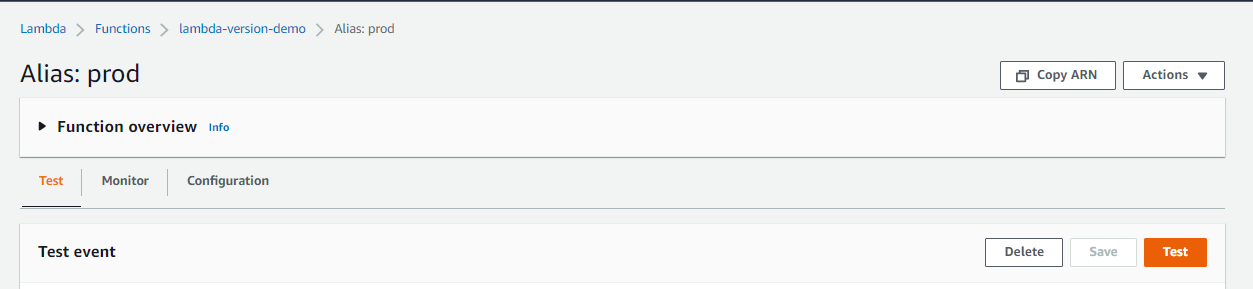 Lambda Functions lambda-version-demo Alias: prod
Alias: prod
Copy ARN Actions
Function overview Info
Test Monitor Configuration
Test event Delete Save Test